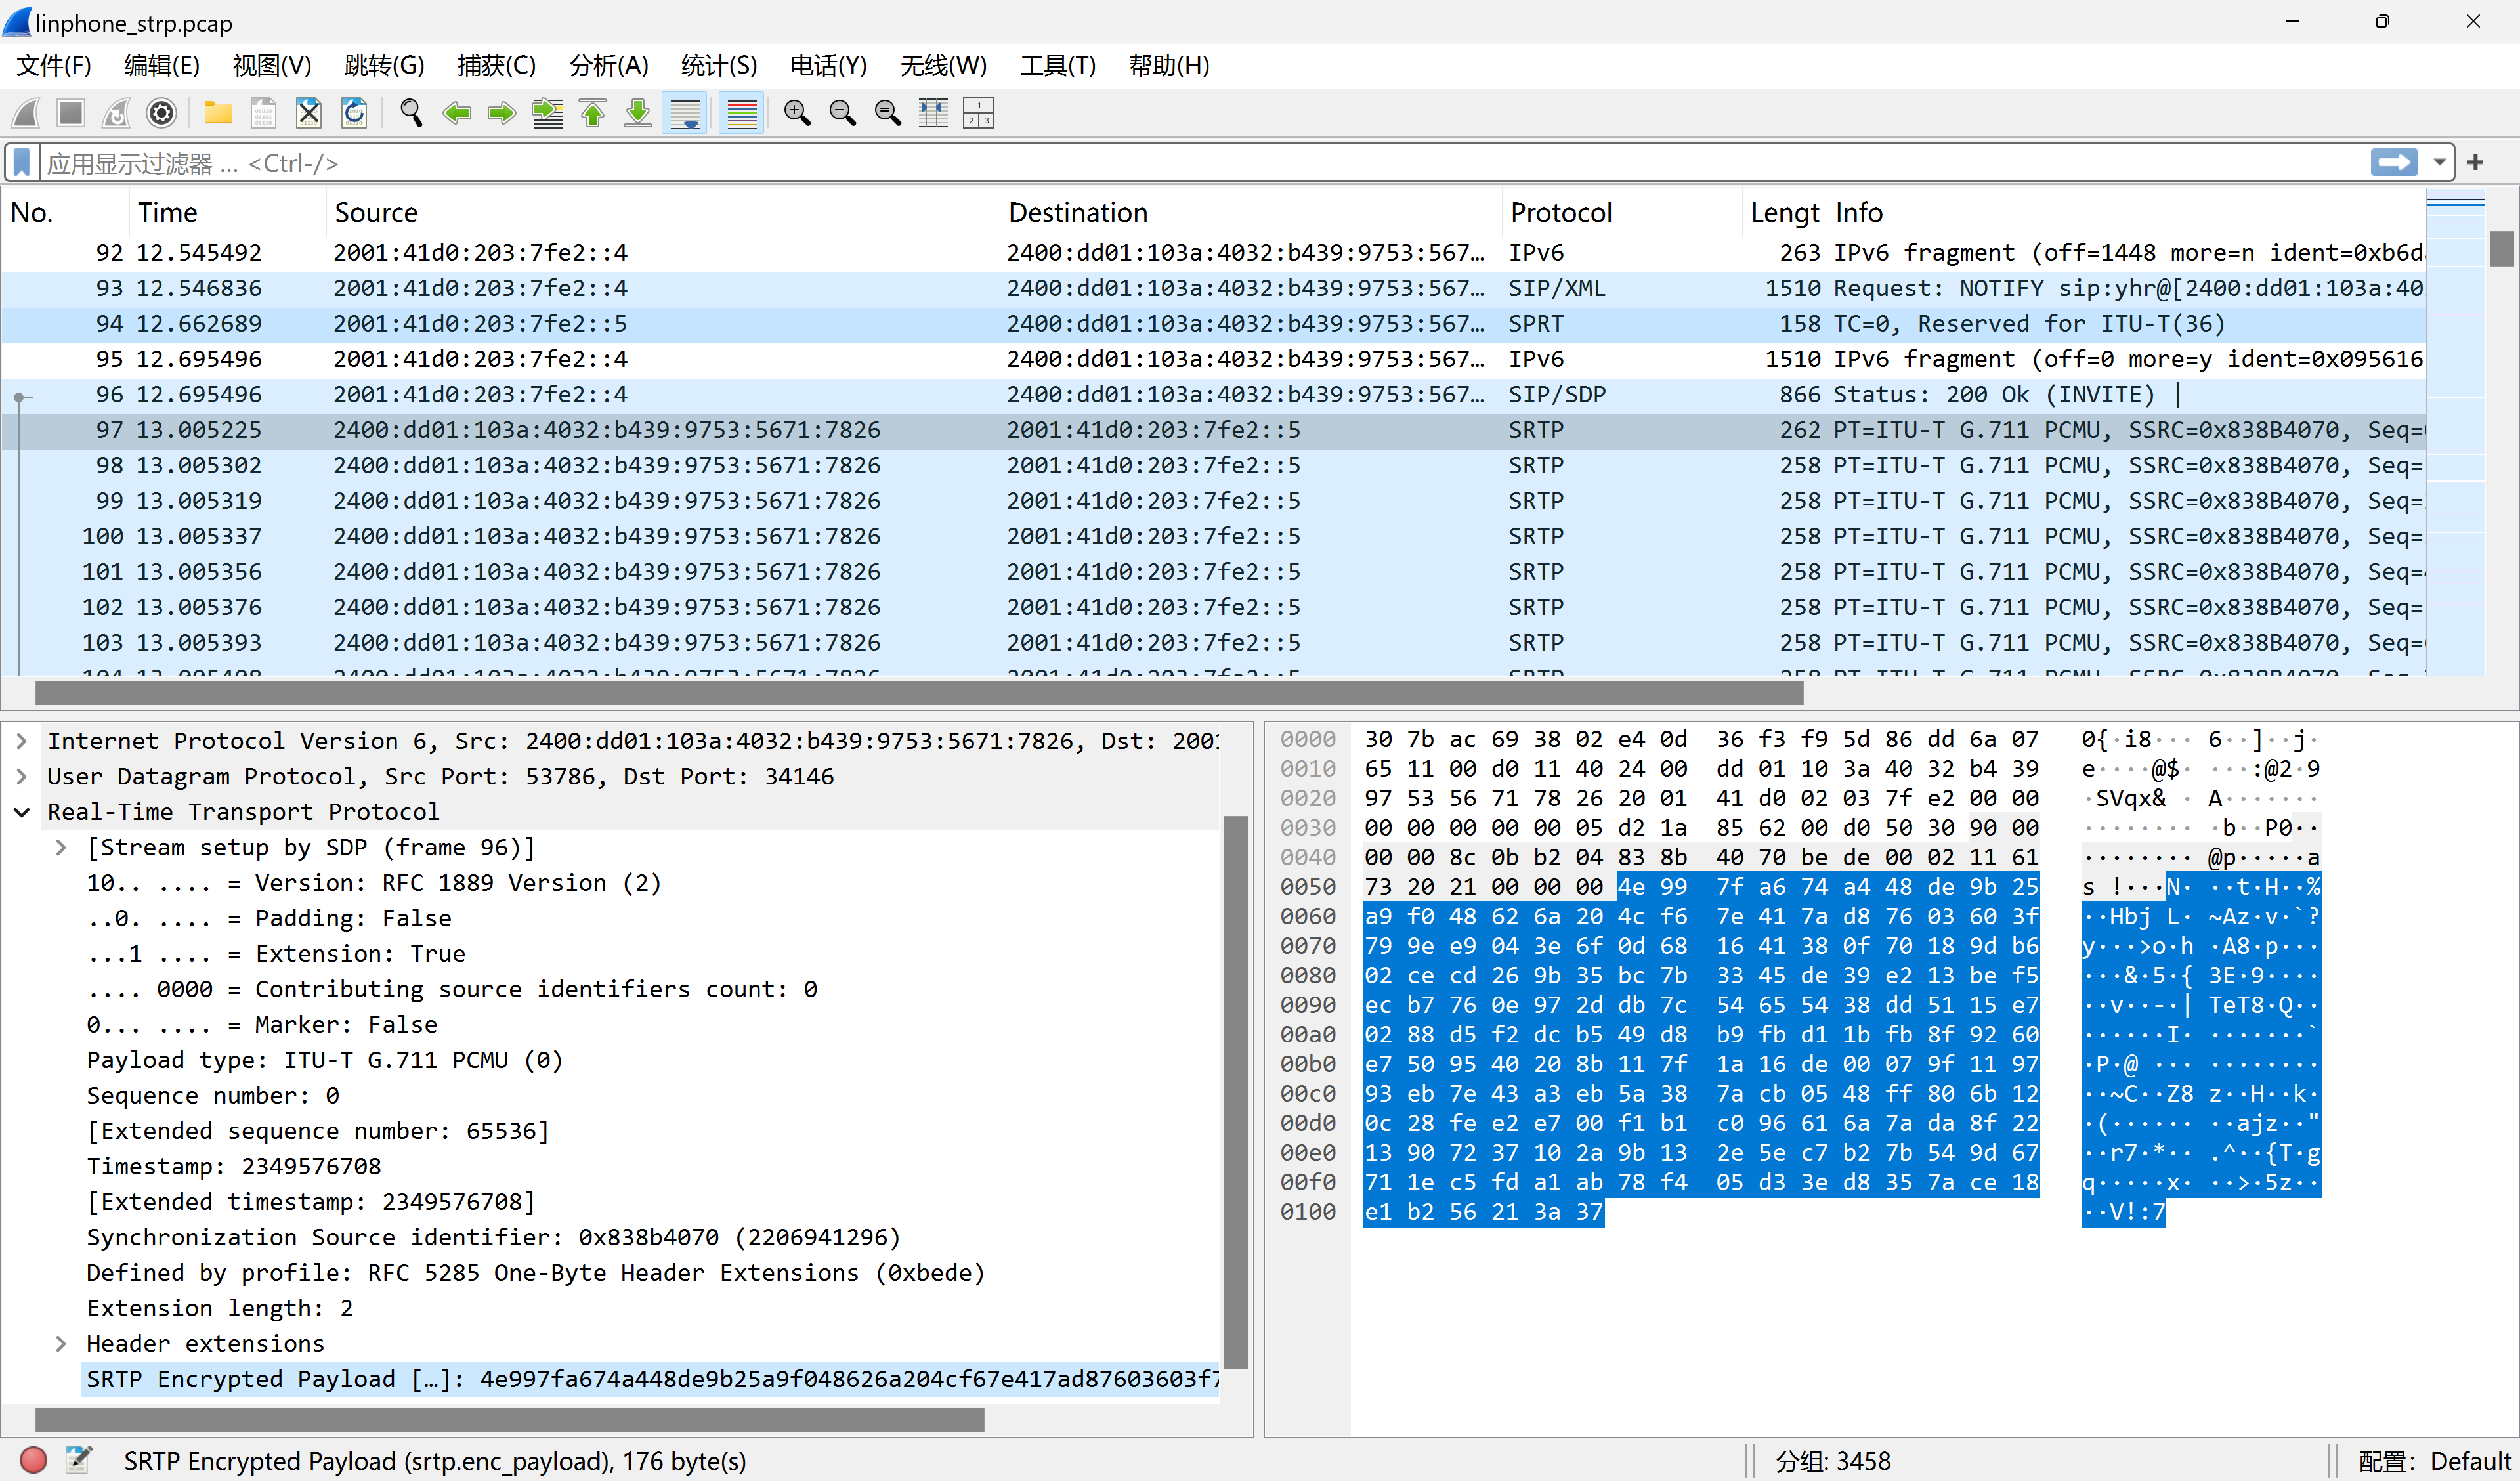 linphone_strp.pcap
文件(F) 编辑(E) 视图(V) 跳转(G) 捕获(C) 分析(A) 统计(S) 电话(Y) 无线(W) 工具(T) 帮助(H)
应用显示过滤器 … <Ctrl-/>
No. Time Source Destination Protocol Lengt Info
92 12.545492 2001:41d0:203:7fe2::4 2400:dd01:103a:4032:b439:9753:567… IPv6 263 IPv6 fragment (off=1448 more=n ident=0xb6d
93 12.546836 2001:41d0:203:7fe2::4 2400:dd01:103a:4032:b439:9753:567… SIP/XML 1510 Request: NOTIFY sip:yhr@[2400:dd01:103a:40
94 12.662689 2001:41d0:203:7fe2::5 2400:dd01:103a:4032:b439:9753:567… SPRT 158 TC=0, Reserved for ITU-T(36)
95 12.695496 2001:41d0:203:7fe2::4 2400:dd01:103a:4032:b439:9753:567… IPv6 1510 IPv6 fragment (off=0 more=y ident=0x095616
96 12.695496 2001:41d0:203:7fe2::4 2400:dd01:103a:4032:b439:9753:567… SIP/SDP 866 Status: 200 Ok (INVITE) |
97 13.005225 2400:dd01:103a:4032:b439:9753:5671:7826 2001:41d0:203:7fe2::5 SRTP 262 PT=ITU-T G.711 PCMU, SSRC=0x838B4070, Seq=
98 13.005302 2400:dd01:103a:4032:b439:9753:5671:7826 2001:41d0:203:7fe2::5 SRTP 258 PT=ITU-T G.711 PCMU, SSRC=0x838B4070, Seq=
99 13.005319 2400:dd01:103a:4032:b439:9753:5671:7826 2001:41d0:203:7fe2::5 SRTP 258 PT=ITU-T G.711 PCMU, SSRC=0x838B4070, Seq=
100 13.005337 2400:dd01:103a:4032:b439:9753:5671:7826 2001:41d0:203:7fe2::5 SRTP 258 PT=ITU-T G.711 PCMU, SSRC=0x838B4070, Seq=
101 13.005356 2400:dd01:103a:4032:b439:9753:5671:7826 2001:41d0:203:7fe2::5 SRTP 258 PT=ITU-T G.711 PCMU, SSRC=0x838B4070, Seq=
102 13.005376 2400:dd01:103a:4032:b439:9753:5671:7826 2001:41d0:203:7fe2::5 SRTP 258 PT=ITU-T G.711 PCMU, SSRC=0x838B4070, Seq=
103 13.005393 2400:dd01:103a:4032:b439:9753:5671:7826 2001:41d0:203:7fe2::5 SRTP 258 PT=ITU-T G.711 PCMU, SSRC=0x838B4070, Seq=
Internet Protocol Version 6, Src: 2400:dd01:103a:4032:b439:9753:5671:7826, Dst: 2001
User Datagram Protocol, Src Port: 53786, Dst Port: 34146
Real-Time Transport Protocol
[Stream setup by SDP (frame 96)]
10.. .... = Version: RFC 1889 Version (2)
..0. .... = Padding: False
...1 .... = Extension: True
.... 0000 = Contributing source identifiers count: 0
0... .... = Marker: False
Payload type: ITU-T G.711 PCMU (0)
Sequence number: 0
[Extended sequence number: 65536]
Timestamp: 2349576708
[Extended timestamp: 2349576708]
Synchronization Source identifier: 0x838b4070 (2206941296)
Defined by profile: RFC 5285 One-Byte Header Extensions (0xbede)
Extension length: 2
Header extensions
SRTP Encrypted Payload […]: 4e997fa674a448de9b25a9f048626a204cf67e417ad87603603f7
0000 30 7b ac 69 38 02 e4 0d 36 f3 f9 5d 86 dd 6a 07 0{·i8··· 6··]··j·
0010 65 11 00 d0 11 40 24 00 dd 01 10 3a 40 32 b4 39 e····@$· ···:@2·9
0020 97 53 56 71 78 26 20 01 41 d0 02 03 7f e2 00 00 ·SVqx& · A·······
0030 00 00 00 00 00 05 d2 1a 85 62 00 d0 50 30 90 00 ········ ·b··P0··
0040 00 00 8c 0b b2 04 83 8b 40 70 be de 00 02 11 61 ········ @p·····a
0050 73 20 21 00 00 00 4e 99 7f a6 74 a4 48 de 9b 25 s !···N· ··t·H··%
0060 a9 f0 48 62 6a 20 4c f6 7e 41 7a d8 76 03 60 3f ··Hbj L· ~Az·v·`?
0070 79 9e e9 04 3e 6f 0d 68 16 41 38 0f 70 18 9d b6 y···>o·h ·A8·p···
0080 02 ce cd 26 9b 35 bc 7b 33 45 de 39 e2 13 be f5 ···&·5·{ 3E·9····
0090 ec b7 76 0e 97 2d db 7c 54 65 54 38 dd 51 15 e7 ··v··-·| TeT8·Q··
00a0 02 88 d5 f2 dc b5 49 d8 b9 fb d1 1b fb 8f 92 60 ······I· ·······`
00b0 e7 50 95 40 20 8b 11 7f 1a 16 de 00 07 9f 11 97 ·P·@ ··· ········
00c0 93 eb 7e 43 a3 eb 5a 38 7a cb 05 48 ff 80 6b 12 ··~C··Z8 z··H··k·
00d0 0c 28 fe e2 e7 00 f1 b1 c0 96 61 6a 7a da 8f 22 ·(······ ··ajz··"
00e0 13 90 72 37 10 2a 9b 13 2e 5e c7 b2 7b 54 9d 67 ··r7·*·· .^··{T·g
00f0 71 1e c5 fd a1 ab 78 f4 05 d3 3e d8 35 7a ce 18 q·····x· ··>·5z··
0100 e1 b2 56 21 3a 37 ··V!:7
SRTP Encrypted Payload (srtp.enc_payload), 176 byte(s) 分组: 3458 配置: Default